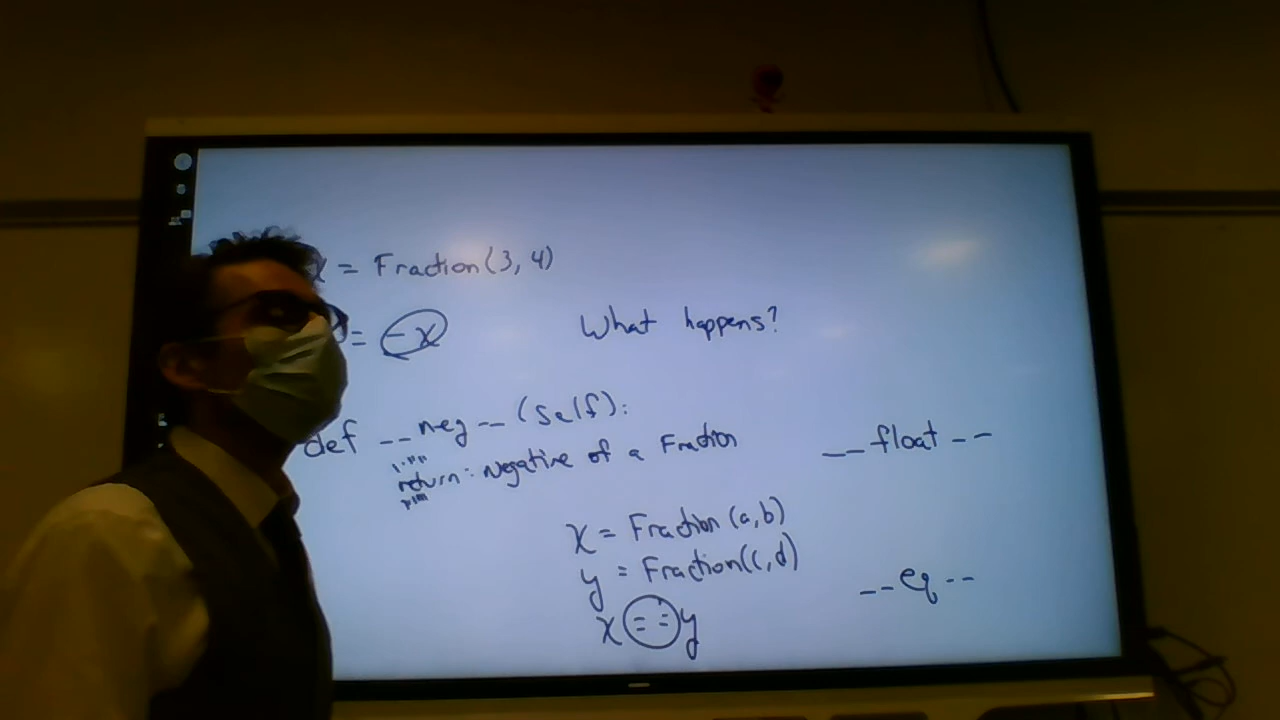 x = Fraction(3, 4)
= -x
What happens?
def __neg__(self):
"""
return: Negative of a Fraction
"""
__float__
x = Fraction(a,b)
y = Fraction(c,d)
x == y
__eq__